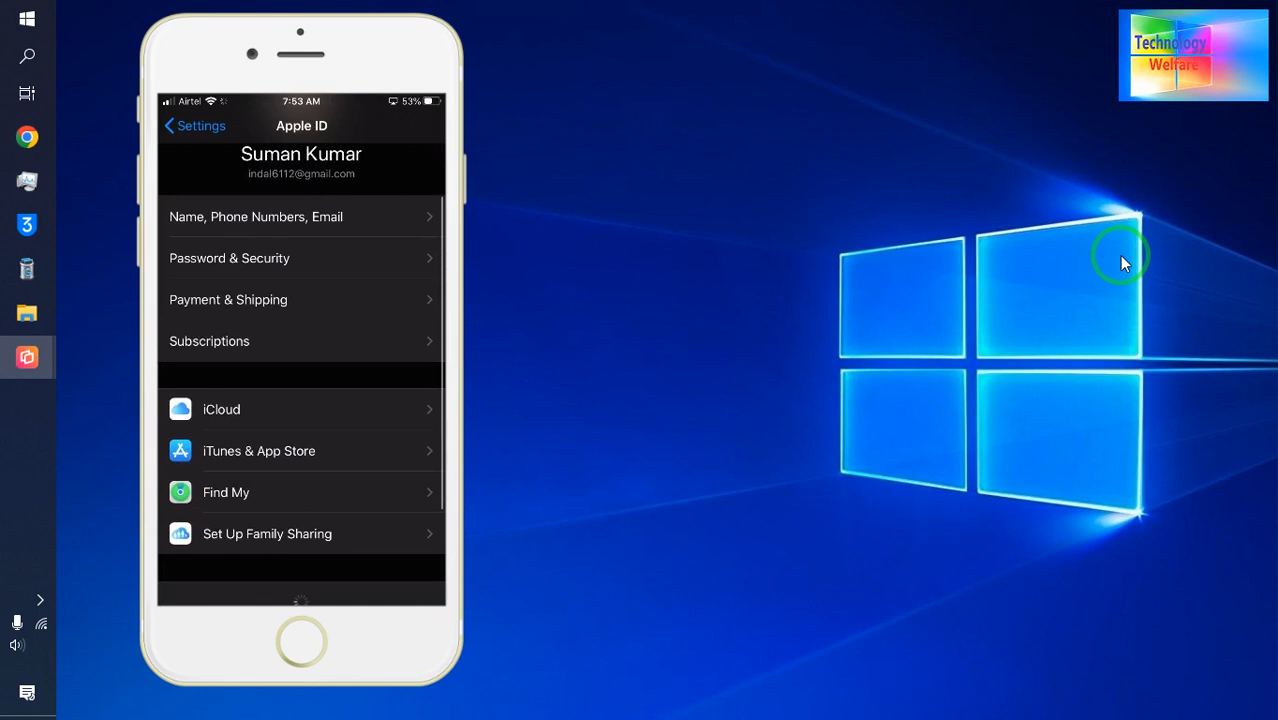 Technology
Welfare
Airtel
7:53 AM
53%
Settings
Apple ID
Suman Kumar
indal6112@gmail.com
Name, Phone Numbers, Email
Password & Security
Payment & Shipping
Subscriptions
iCloud
iTunes & App Store
Find My
Set Up Family Sharing
3